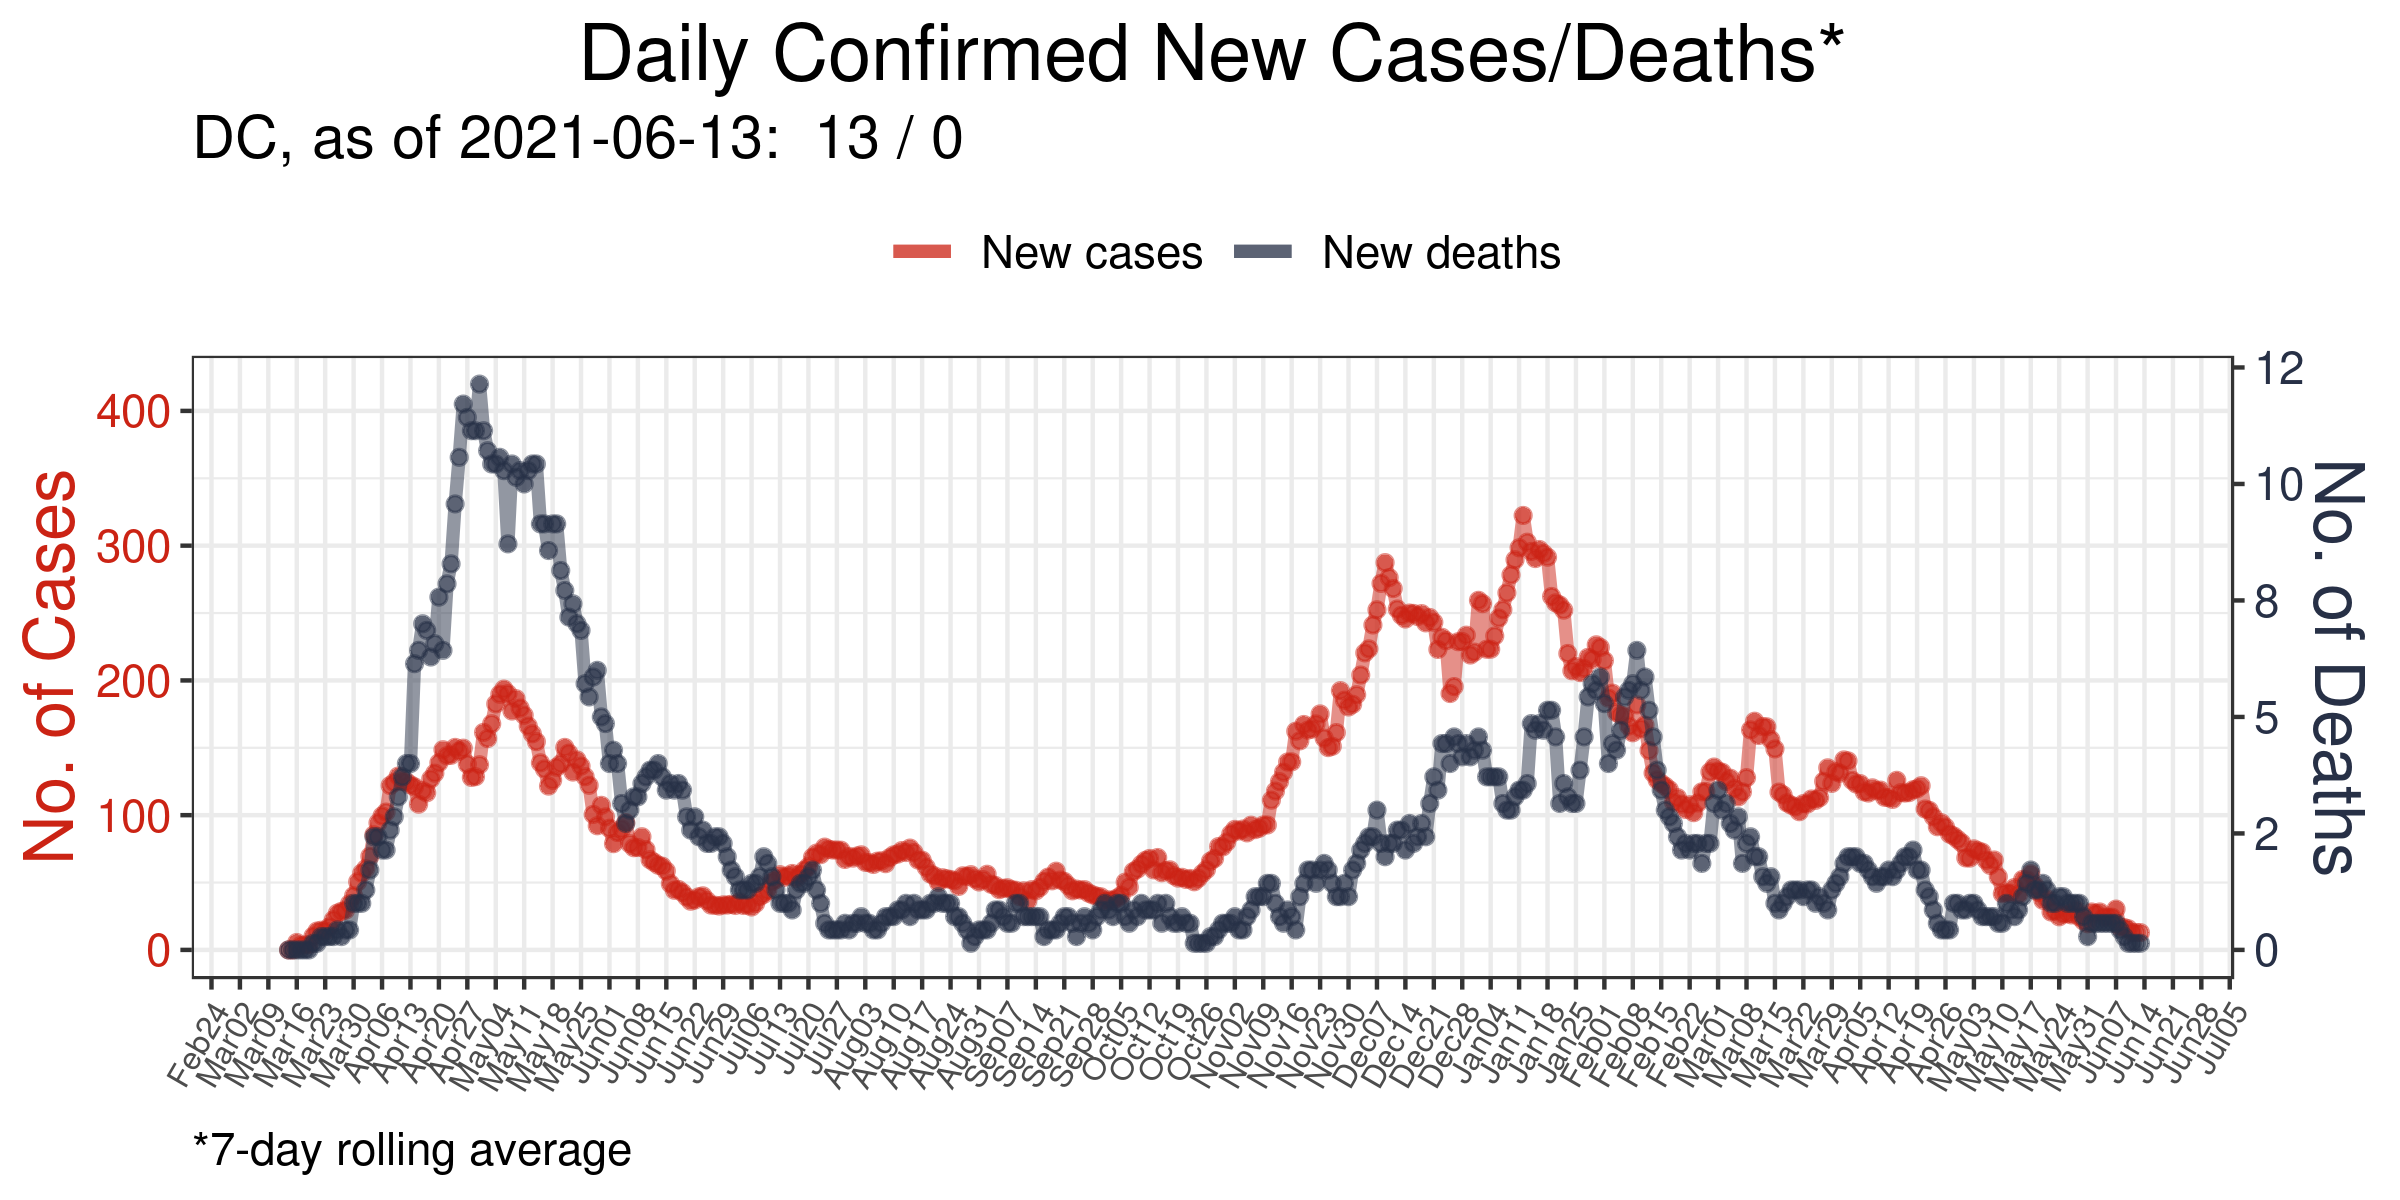 Daily Confirmed New Cases/Deaths*
DC, as of 2021-06-13:  13 / 0
New cases
New deaths
No. of Cases
400
300
200
100
0
12
10
8
5
2
0
No. of Deaths
Feb24
Mar02
Mar09
Mar16
Mar23
Mar30
Apr06
Apr13
Apr20
Apr27
May04
May11
May18
May25
Jun01
Jun08
Jun15
Jun22
Jun29
Jul06
Jul13
Jul20
Jul27
Aug03
Aug10
Aug17
Aug24
Aug31
Sep07
Sep14
Sep21
Sep28
Oct05
Oct12
Oct19
Oct26
Nov02
Nov09
Nov16
Nov23
Nov30
Dec07
Dec14
Dec21
Dec28
Jan04
Jan11
Jan18
Jan25
Feb01
Feb08
Feb15
Feb22
Mar01
Mar08
Mar15
Mar22
Mar29
Apr05
Apr12
Apr19
Apr26
May03
May10
May17
May24
May31
Jun07
Jun14
Jun21
Jun28
Jul05
*7-day rolling average